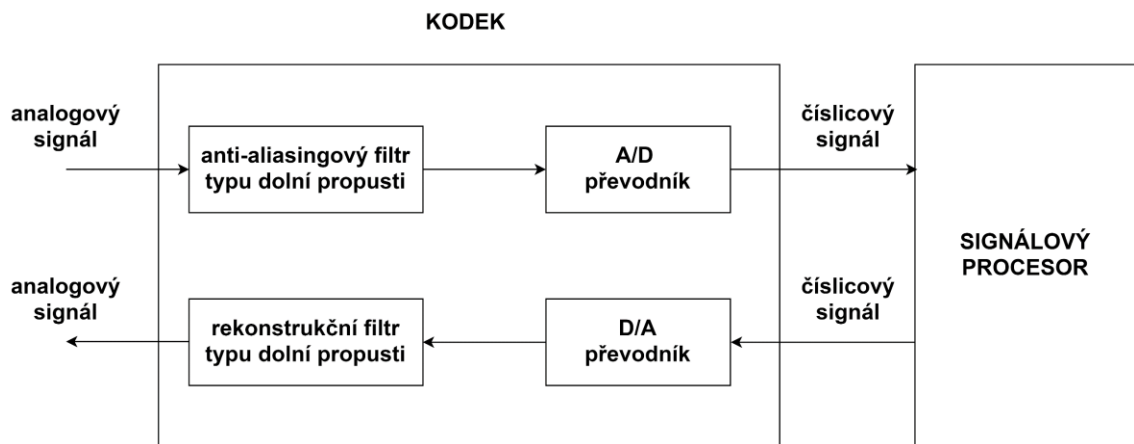 KODEK
analogový
signál
anti-aliasingový filtr
typu dolní propusti
A/D
převodník
číslicový
signál
SIGNÁLOVÝ
PROCESOR
analogový
signál
rekonstrukční filtr
typu dolní propusti
D/A
převodník
číslicový
signál